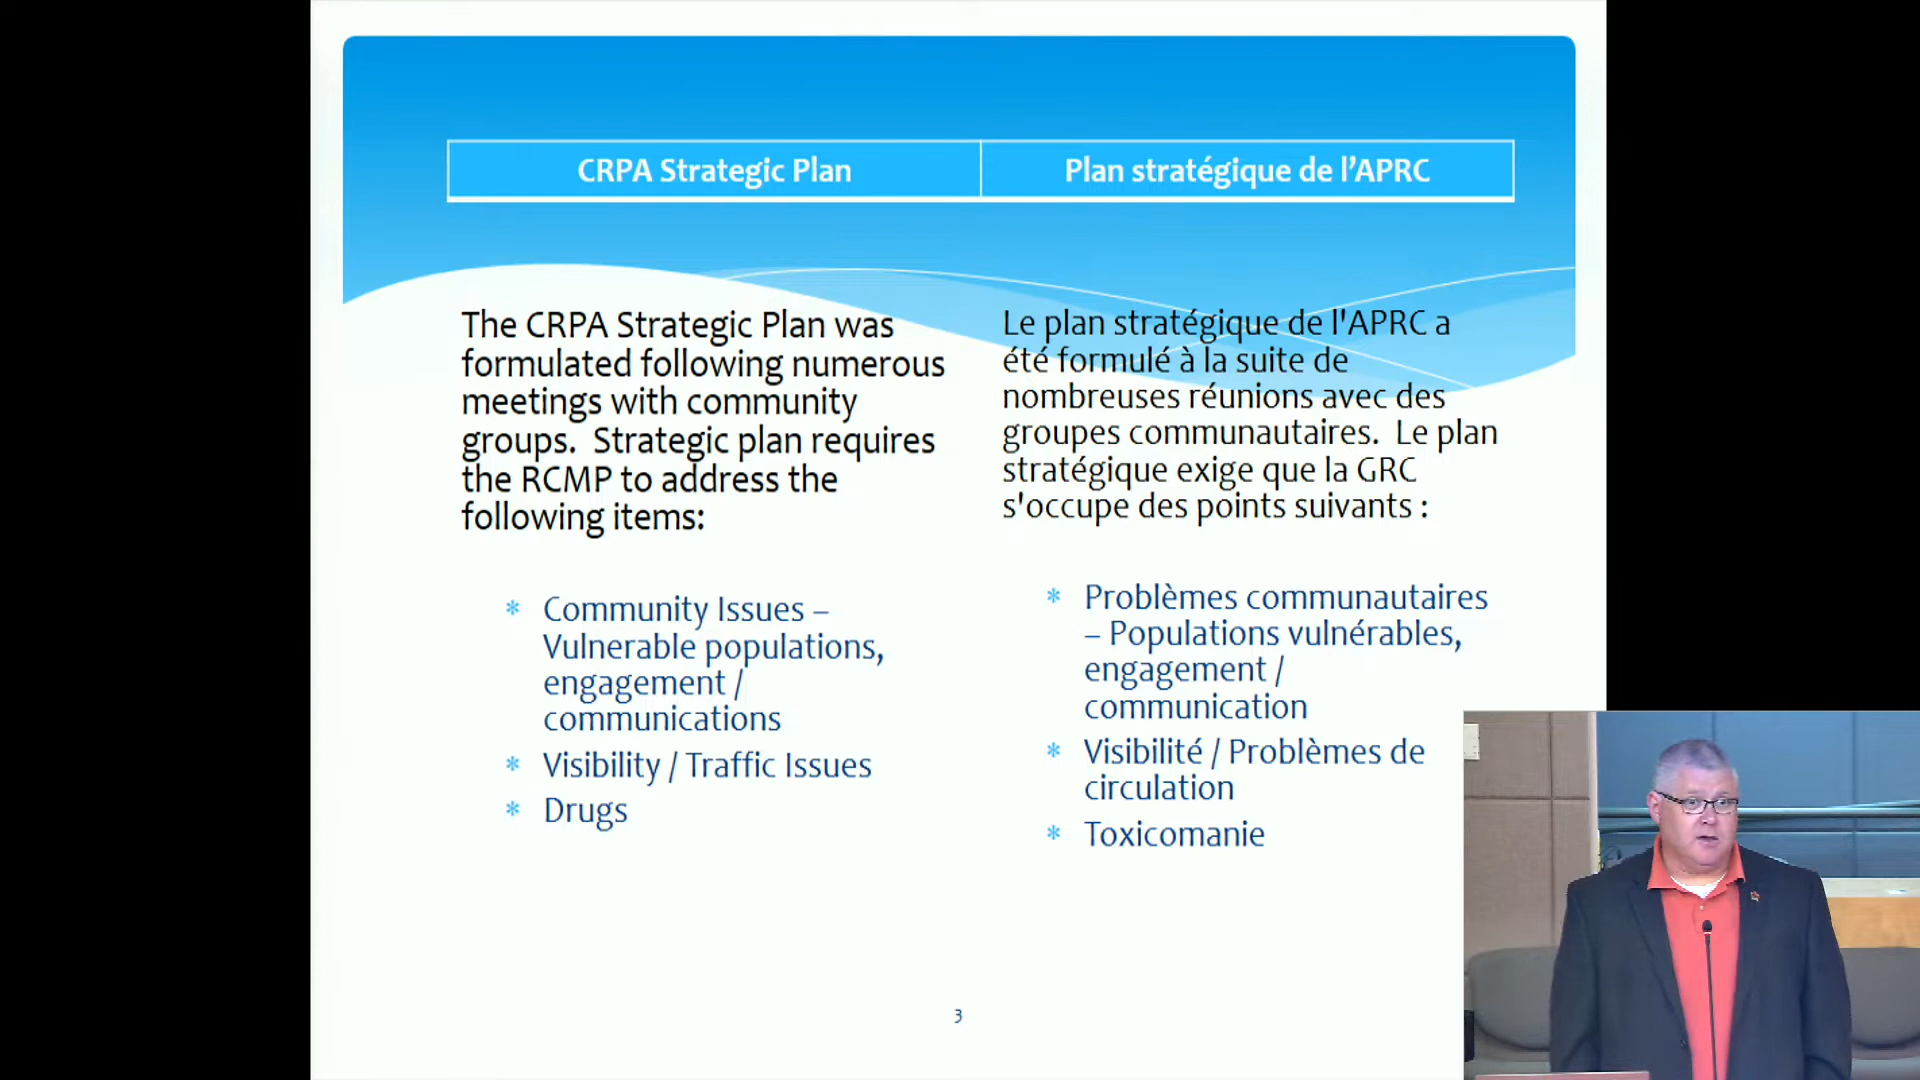 CRPA Strategic Plan
Plan stratégique de l’APRC
The CRPA Strategic Plan was
formulated following numerous
meetings with community
groups.  Strategic plan requires
the RCMP to address the
following items:
* Community Issues –
Vulnerable populations,
engagement /
communications
* Visibility / Traffic Issues
* Drugs
Le plan stratégique de l'APRC a
été formulé à la suite de
nombreuses réunions avec des
groupes communautaires.  Le plan
stratégique exige que la GRC
s'occupe des points suivants :
* Problèmes communautaires
– Populations vulnérables,
engagement /
communication
* Visibilité / Problèmes de
circulation
* Toxicomanie
3